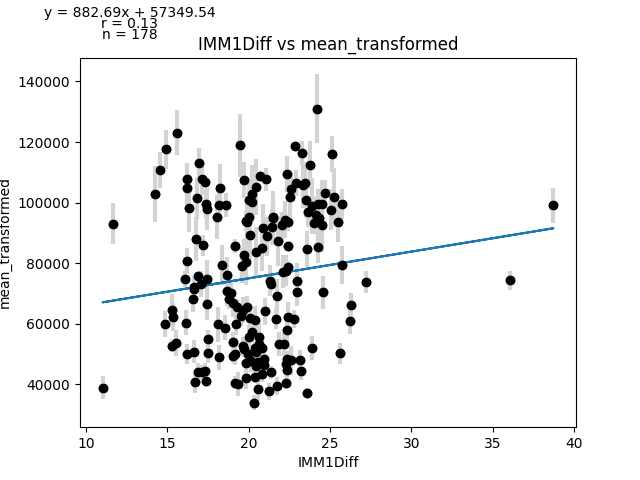 y = 882.69x + 57349.54
r = 0.13
n = 178
IMM1Diff vs mean_transformed
140000
120000
100000
80000
60000
40000
mean_transformed
10 15 20 25 30 35 40
IMM1Diff